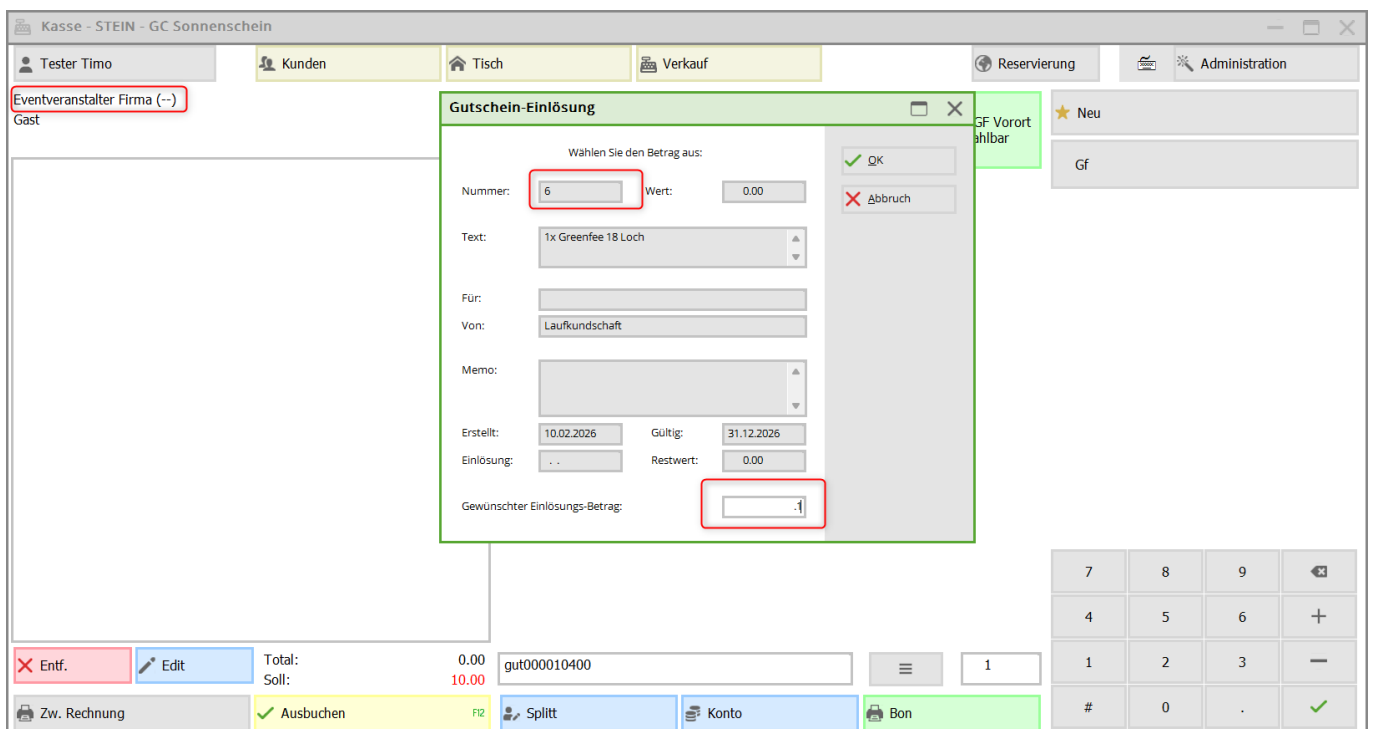 Kasse - STEIN - GC Sonnenschein
Tester Timo
Kunden
Tisch
Verkauf
Reservierung
Administration
Eventveranstalter Firma (--)
Gast
Gutschein-Einlösung
GF Vorort
ahlbar
Neu
Gf
Wählen Sie den Betrag aus:
OK
Abbruch
Nummer: 6 Wert: 0.00
Text: 1x Greenfee 18 Loch
Für:
Von: Laufkundschaft
Memo:
Erstellt: 10.02.2026 Gültig: 31.12.2026
Einlösung: . . Restwert: 0.00
Gewünschter Einlösungs-Betrag: .1
7 8 9
4 5 6 +
1 2 3 —
# 0 .
Entf.
Edit
Total: 0.00
Soll: 10.00
gut000010400
1
Zw. Rechnung
Ausbuchen F12
Splitt
Konto
Bon